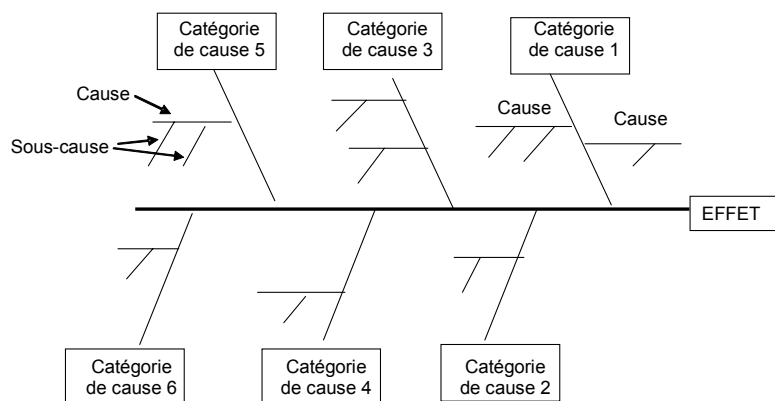 Catégorie
de cause 5
Catégorie
de cause 3
Catégorie
de cause 1
Cause
Cause
Cause
Sous-cause
EFFET
Catégorie
de cause 6
Catégorie
de cause 4
Catégorie
de cause 2